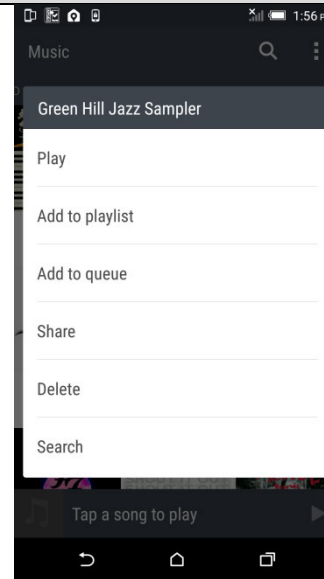 1:56
Music
Green Hill Jazz Sampler
Play
Add to playlist
Add to queue
Share
Delete
Search
Tap a song to play